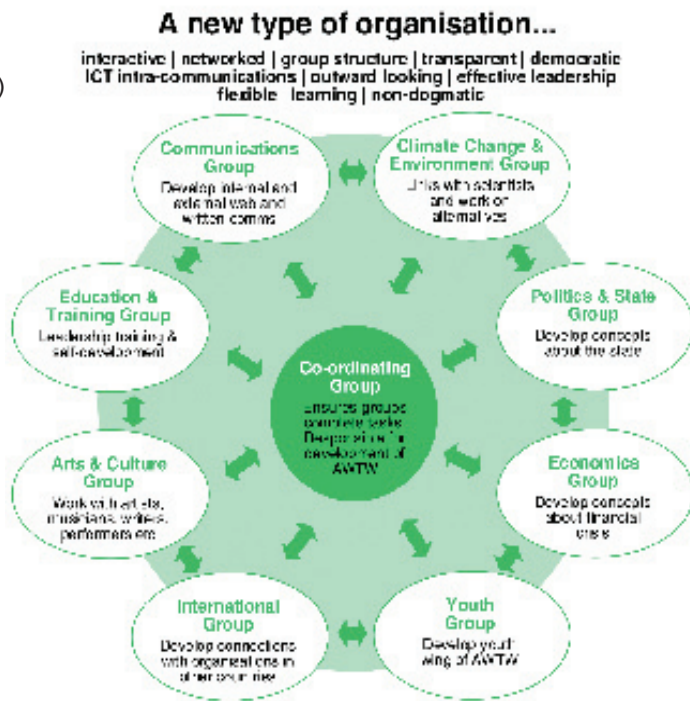 )
A new type of organisation...
interactive | networked | group structure | transparent | democratic
ICT intra-communications | outward looking | effective leadership
flexible learning | non-dogmatic
Communications
Group
Develop internal and
external web and
written comms
Climate Change &
Environment Group
Links with scientists
and work on
alternatives
Education &
Training Group
Leadership training &
self-development
Politics & State
Group
Develop concepts
about the state
Co-ordinating
Group
Ensures groups
complete tasks
Responsible for
development of
AWTW
Arts & Culture
Group
Work with artists,
musicians, writers,
performers etc
Economics
Group
Develop concepts
about financial
crisis
International
Group
Develop connections
with organisations in
other countries
Youth
Group
Develop youth
wing of AWTW